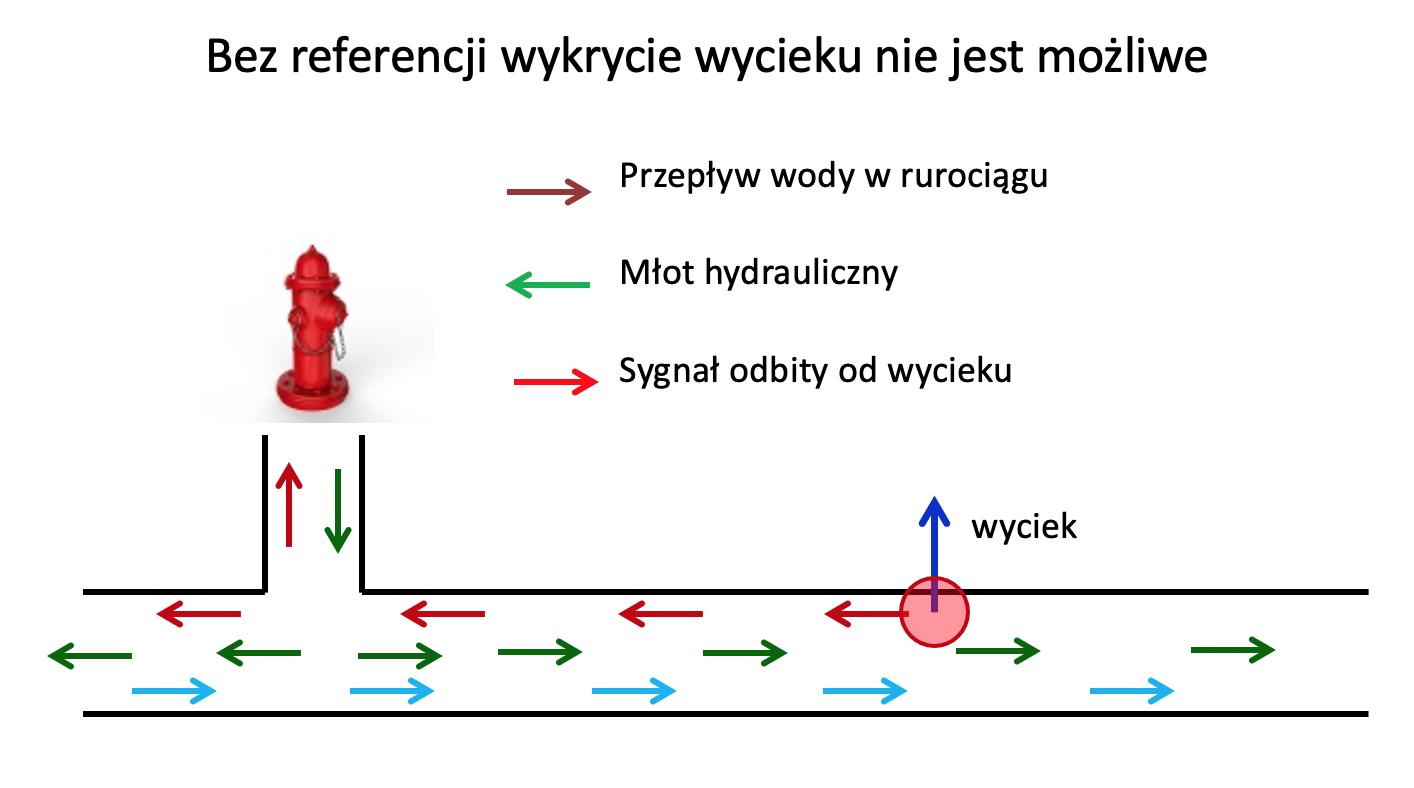 Bez referencji wykrycie wycieku nie jest możliwe
Przepływ wody w rurociągu
Młot hydrauliczny
Sygnał odbity od wycieku
wyciek